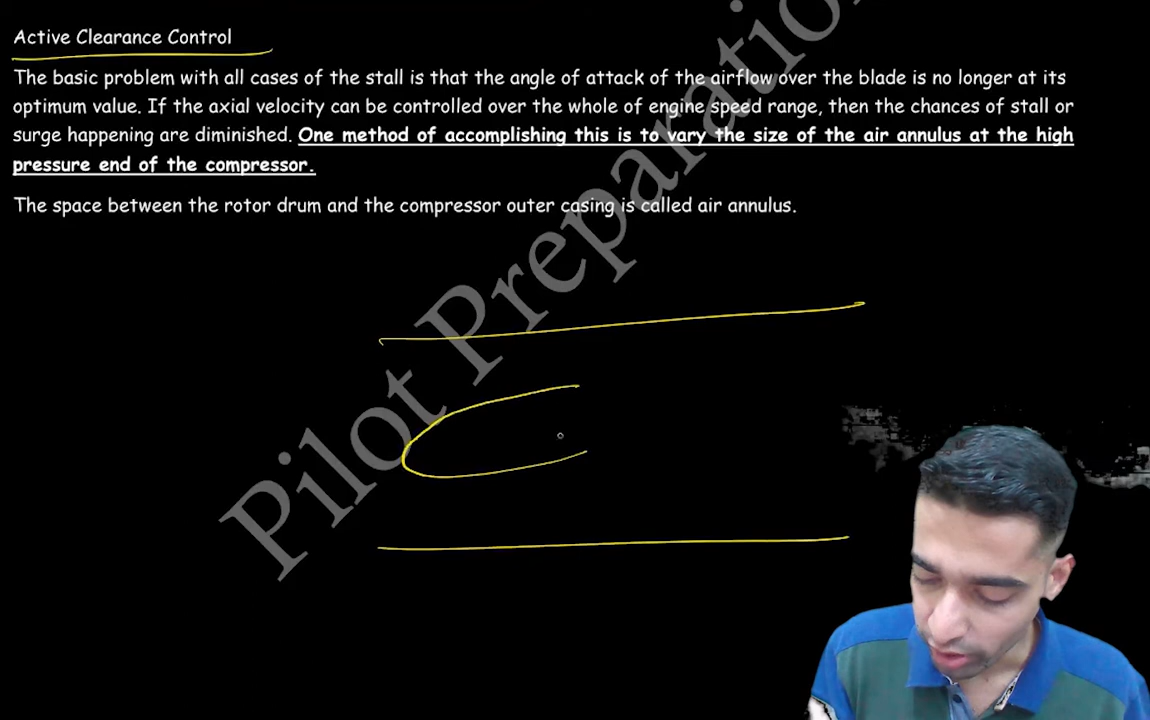 Active Clearance Control
The basic problem with all cases of the stall is that the angle of attack of the airflow over the blade is no longer at its
optimum value. If the axial velocity can be controlled over the whole of engine speed range, then the chances of stall or
surge happening are diminished. One method of accomplishing this is to vary the size of the air annulus at the high
pressure end of the compressor.
The space between the rotor drum and the compressor outer casing is called air annulus.
Pilot Preparation